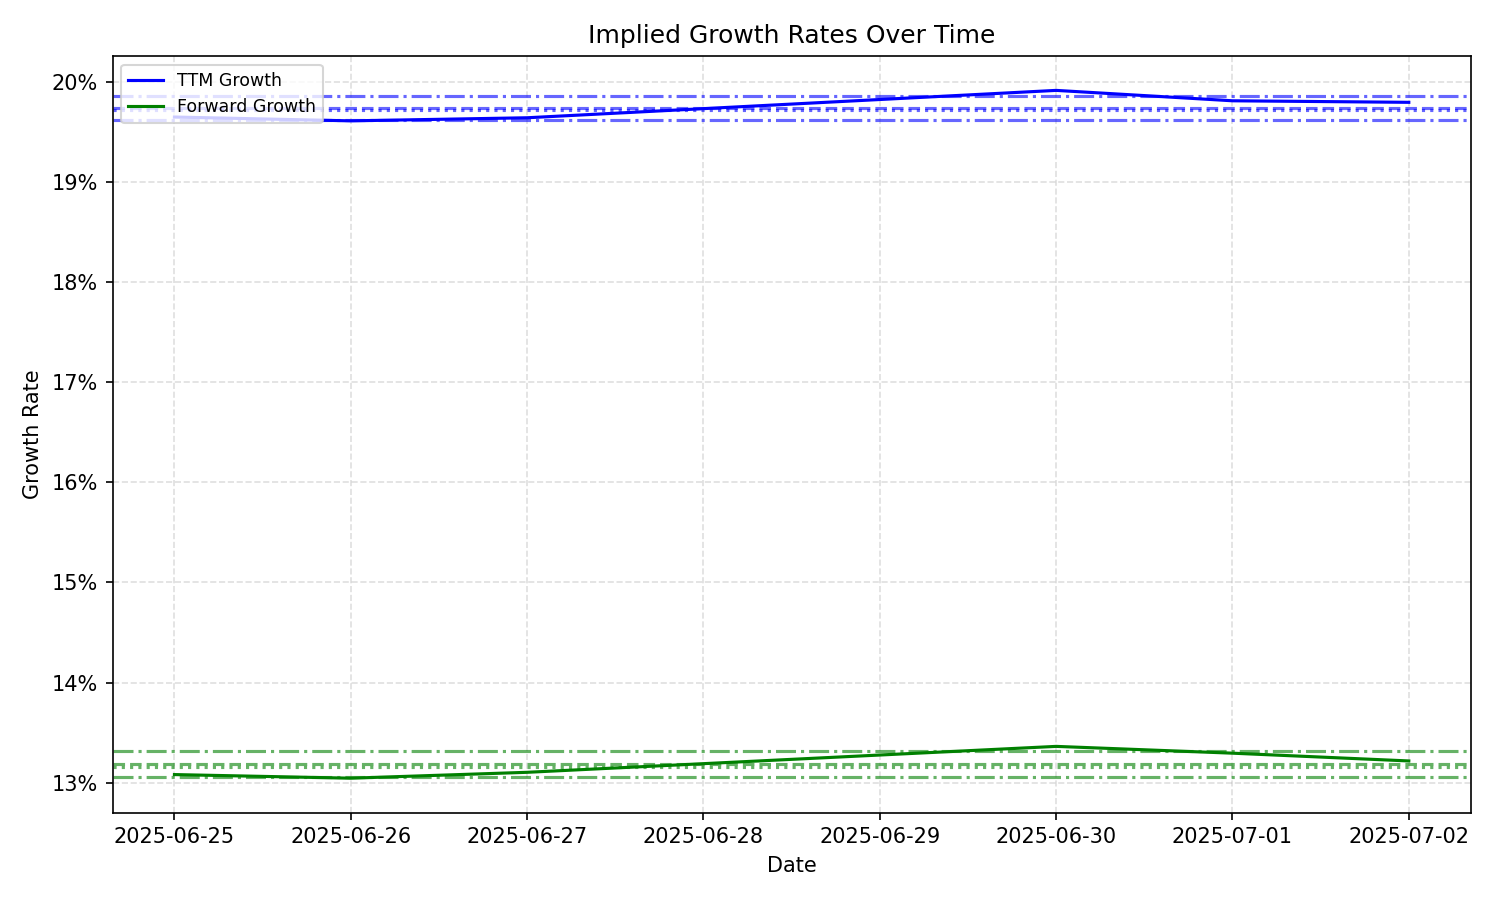 Implied Growth Rates Over Time
TTM Growth
Forward Growth
20%
19%
18%
17%
16%
15%
14%
13%
Growth Rate
2025-06-25 2025-06-26 2025-06-27 2025-06-28 2025-06-29 2025-06-30 2025-07-01 2025-07-02
Date